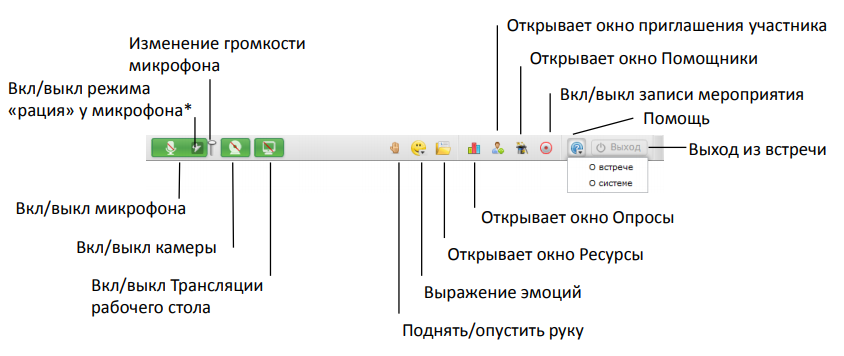 Открывает окно приглашения участника
Изменение громкости
микрофона
Открывает окно Помощники
Вкл/выкл режима
«рация» у микрофона*
Вкл/выкл записи мероприятия
Помощь
Выход
Выход из встречи
О встрече
О системе
Вкл/выкл микрофона
Открывает окно Опросы
Вкл/выкл камеры
Открывает окно Ресурсы
Вкл/выкл Трансляции
рабочего стола
Выражение эмоций
Поднять/опустить руку